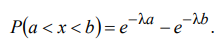 P(a < x < b) = e^{-λa} − e^{-λb}.